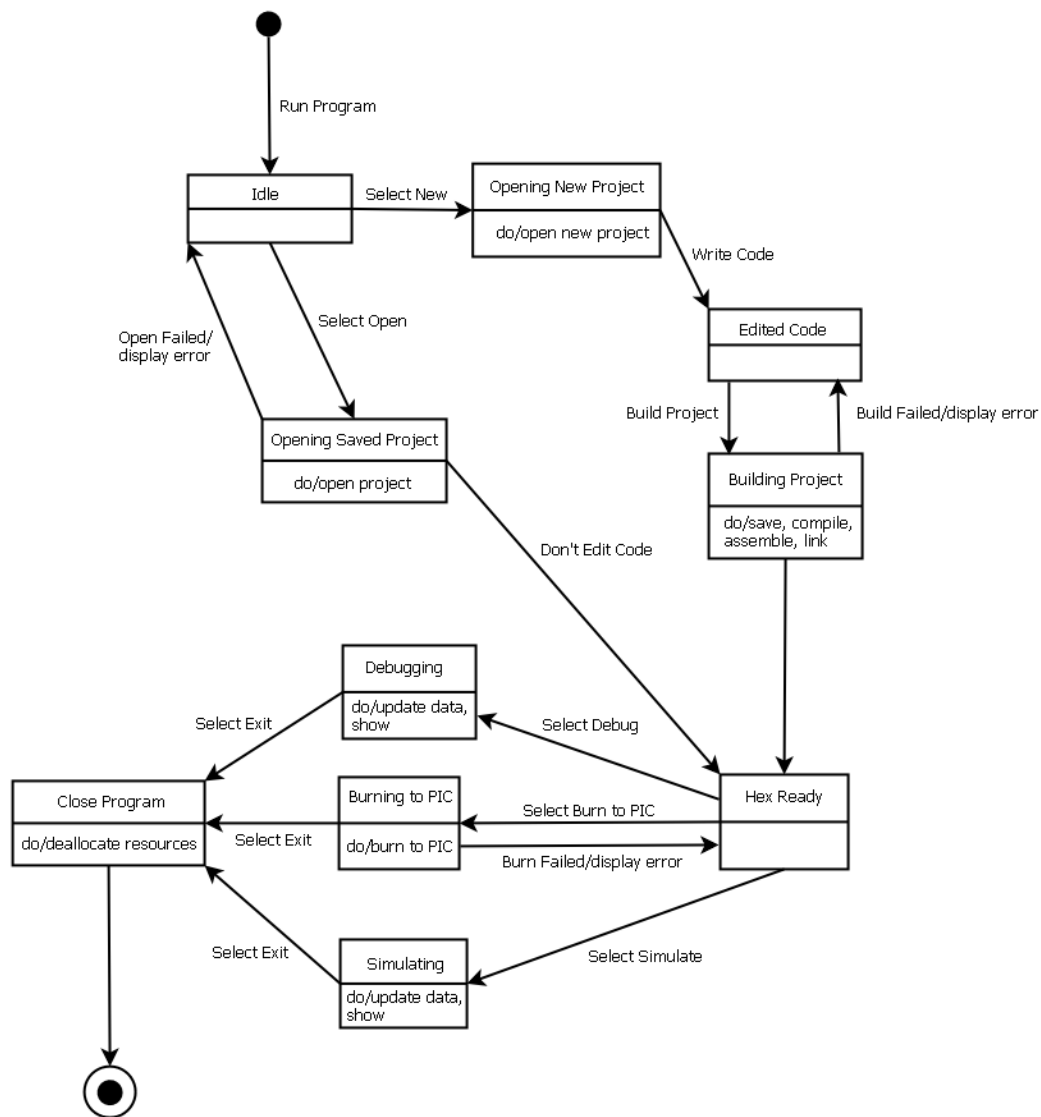 Run Program
Idle
Select New
Opening New Project
do/open new project
Write Code
Select Open
Open Failed/
display error
Edited Code
Build Project
Build Failed/display error
Opening Saved Project
do/open project
Building Project
do/save, compile,
assemble, link
Don't Edit Code
Debugging
do/update data,
show
Select Exit
Select Debug
Close Program
do/deallocate resources
Select Exit
Burning to PIC
do/burn to PIC
Select Burn to PIC
Burn Failed/display error
Hex Ready
Select Exit
Simulating
do/update data,
show
Select Simulate